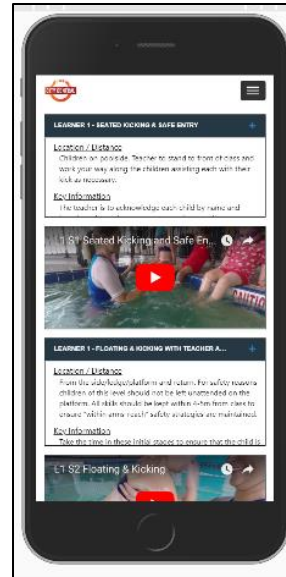 LEARNER 1 - SEATED KICKING & SAFE ENTRY +
Location / Distance
Children on poolside. Teacher to stand to front of class and
work your way along the children assisting each with their
kick as necessary.
Key Information
The teacher is to acknowledge each child by name and
L1 S1 Seated Kicking and Safe En...
CAUTION
LEARNER 1 - FLOATING & KICKING WITH TEACHER A... +
Location / Distance
From the side/ledge/platform and return. For safety reasons
children of this level should not be left unattended on the
platform. All skills should be kept within 4-5m from class to
ensure "within arms reach" safety strategies are maintained.
Key Information
Take the time in these initial stages to ensure that the child is
L1 S2 Floating & Kicking